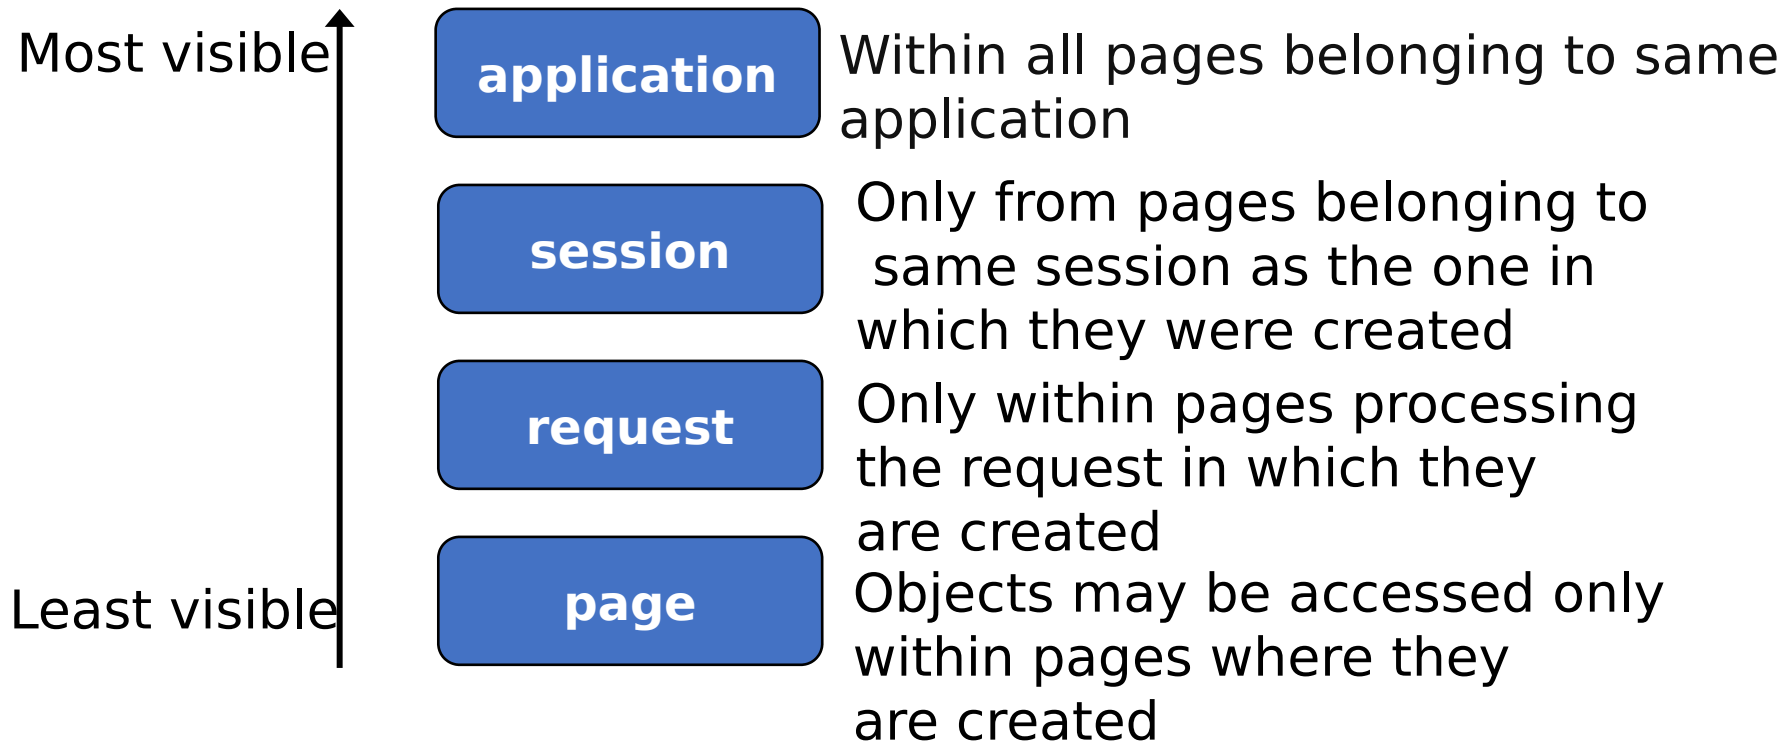 Most visible
application
Within all pages belonging to same
application
session
Only from pages belonging to
same session as the one in
which they were created
request
Only within pages processing
the request in which they
are created
Least visible
page
Objects may be accessed only
within pages where they
are created